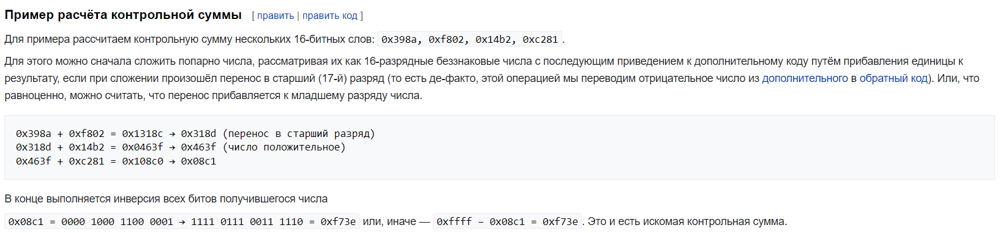 Пример расчёта контрольной суммы [ править | править код ]
Для примера рассчитаем контрольную сумму нескольких 16-битных слов: 0x398a, 0xf802, 0x14b2, 0xc281.
Для этого можно сначала сложить попарно числа, рассматривая их как 16-разрядные беззнаковые числа с последующим приведением к дополнительному коду путём прибавления единицы к
результату, если при сложении произошёл перенос в старший (17-й) разряд (то есть де-факто, этой операцией мы переводим отрицательное число из дополнительного в обратный код). Или, что
равноценно, можно считать, что перенос прибавляется к младшему разряду числа.
0x398a + 0xf802 = 0x1318c → 0x318d (перенос в старший разряд)
0x318d + 0x14b2 = 0x0463f → 0x463f (число положительное)
0x463f + 0xc281 = 0x108c0 → 0x08c1
В конце выполняется инверсия всех битов получившегося числа
0x08c1 = 0000 1000 1100 0001 → 1111 0111 0011 1110 = 0xf73e или, иначе — 0xffff − 0x08c1 = 0xf73e. Это и есть искомая контрольная сумма.